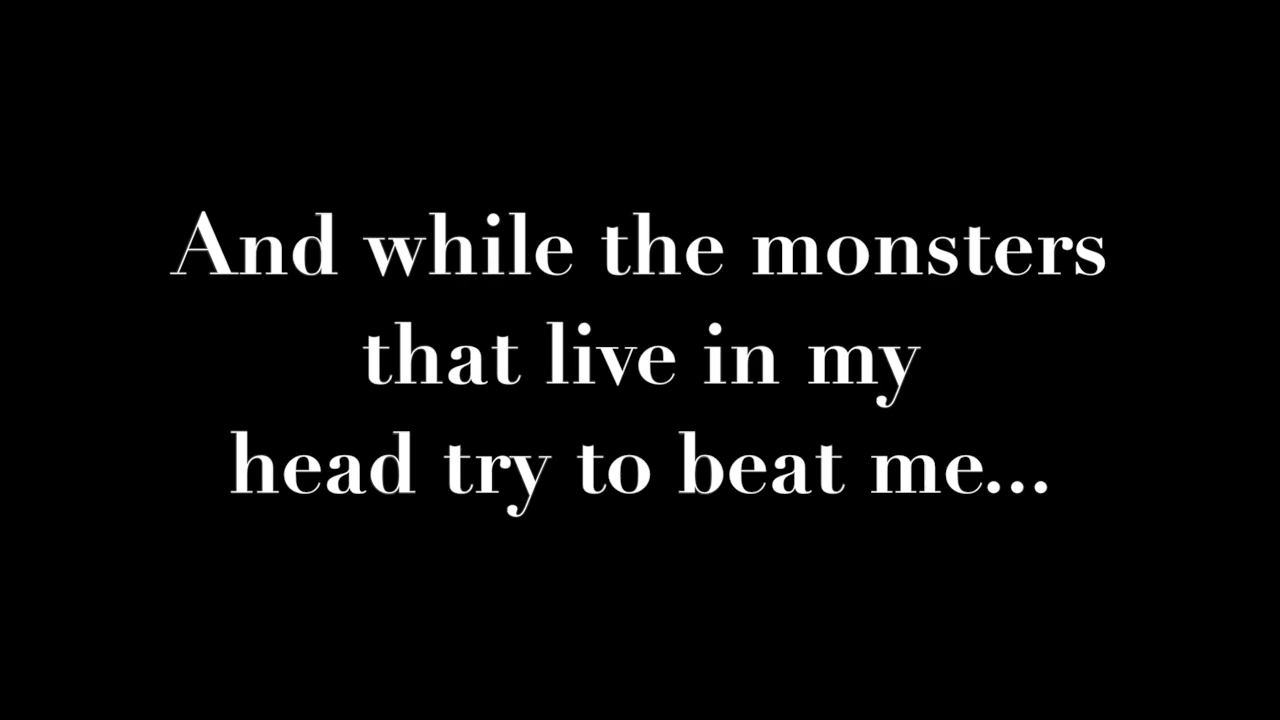 And while the monsters
that live in my
head try to beat me...